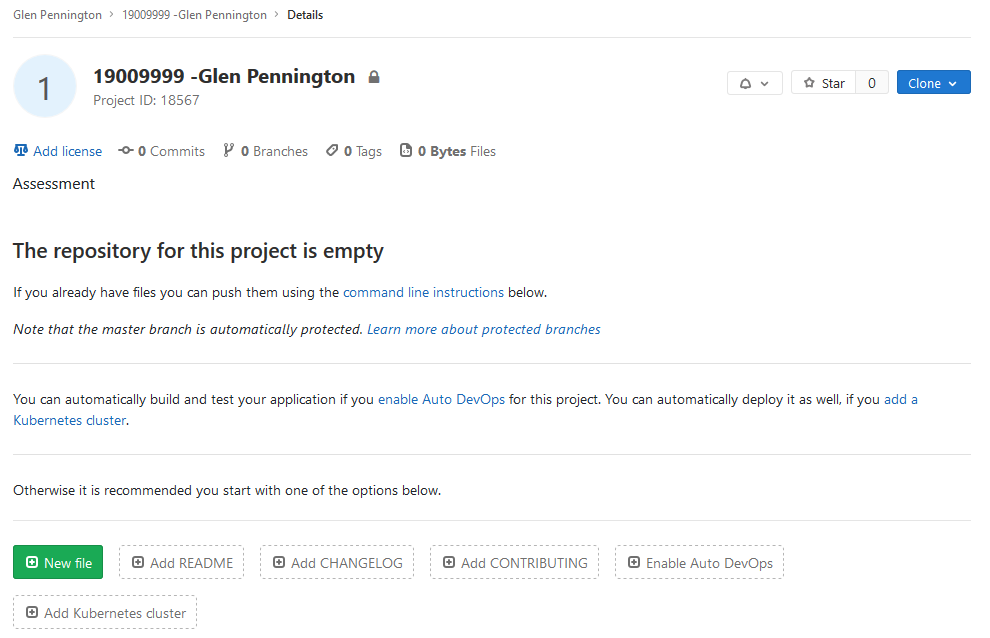 Glen Pennington > 19009999 -Glen Pennington > Details
1
19009999 -Glen Pennington
Project ID: 18567
Star 0
Clone
Add license 0 Commits 0 Branches 0 Tags 0 Bytes Files
Assessment
The repository for this project is empty
If you already have files you can push them using the command line instructions below.
Note that the master branch is automatically protected. Learn more about protected branches
You can automatically build and test your application if you enable Auto DevOps for this project. You can automatically deploy it as well, if you add a
Kubernetes cluster.
Otherwise it is recommended you start with one of the options below.
New file Add README Add CHANGELOG Add CONTRIBUTING Enable Auto DevOps
Add Kubernetes cluster